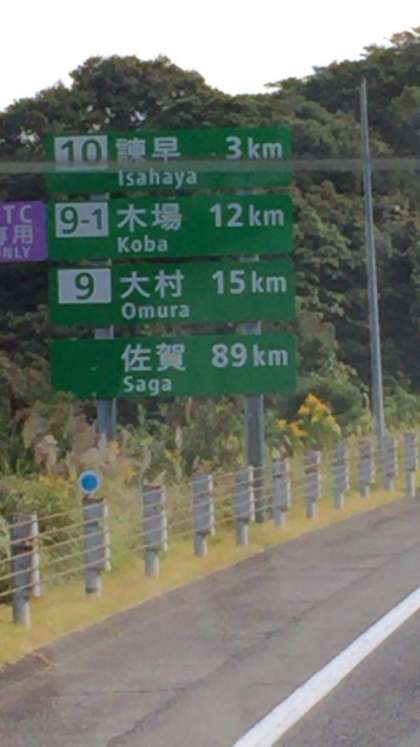 10 諫早 3km
Isahaya
TC
専用
NLY
9-1 木場 12km
Koba
9 大村 15km
Omura
佐賀 89km
Saga